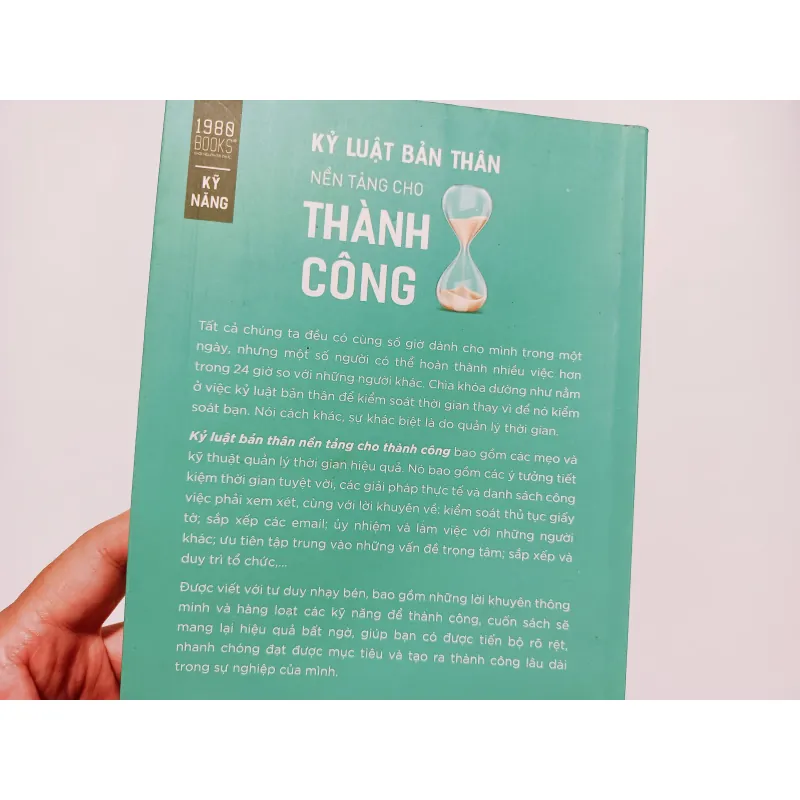 1980
BOOKS
KỸ
NĂNG
KỶ LUẬT BẢN THÂN
NỀN TẢNG CHO
THÀNH
CÔNG
Tất cả chúng ta đều có cùng số giờ dành cho mình trong một
ngày, nhưng một số người có thể hoàn thành nhiều việc hơn
trong 24 giờ so với những người khác. Chìa khóa dường như nằm
ở việc kỷ luật bản thân để kiểm soát thời gian thay vì để nó kiểm
soát bạn. Nói cách khác, sự khác biệt là do quản lý thời gian.
Kỷ luật bản thân nền tảng cho thành công bao gồm các mẹo và
kỹ thuật quản lý thời gian hiệu quả. Nó bao gồm các ý tưởng tiết
kiệm thời gian tuyệt vời, các giải pháp thực tế và danh sách công
việc phải xem xét, cùng với lời khuyên về: kiểm soát thủ tục giấy
tờ; sắp xếp các email; ủy nhiệm và làm việc với những người
khác; ưu tiên tập trung vào những vấn đề trọng tâm; sắp xếp và
duy trì tổ chức,...
Được viết với tư duy nhạy bén, bao gồm những lời khuyên thông
minh và hàng loạt các kỹ năng để thành công, cuốn sách sẽ
mang lại hiệu quả bất ngờ, giúp bạn có được tiến bộ rõ rệt,
nhanh chóng đạt được mục tiêu và tạo ra thành công lâu dài
trong sự nghiệp của mình.